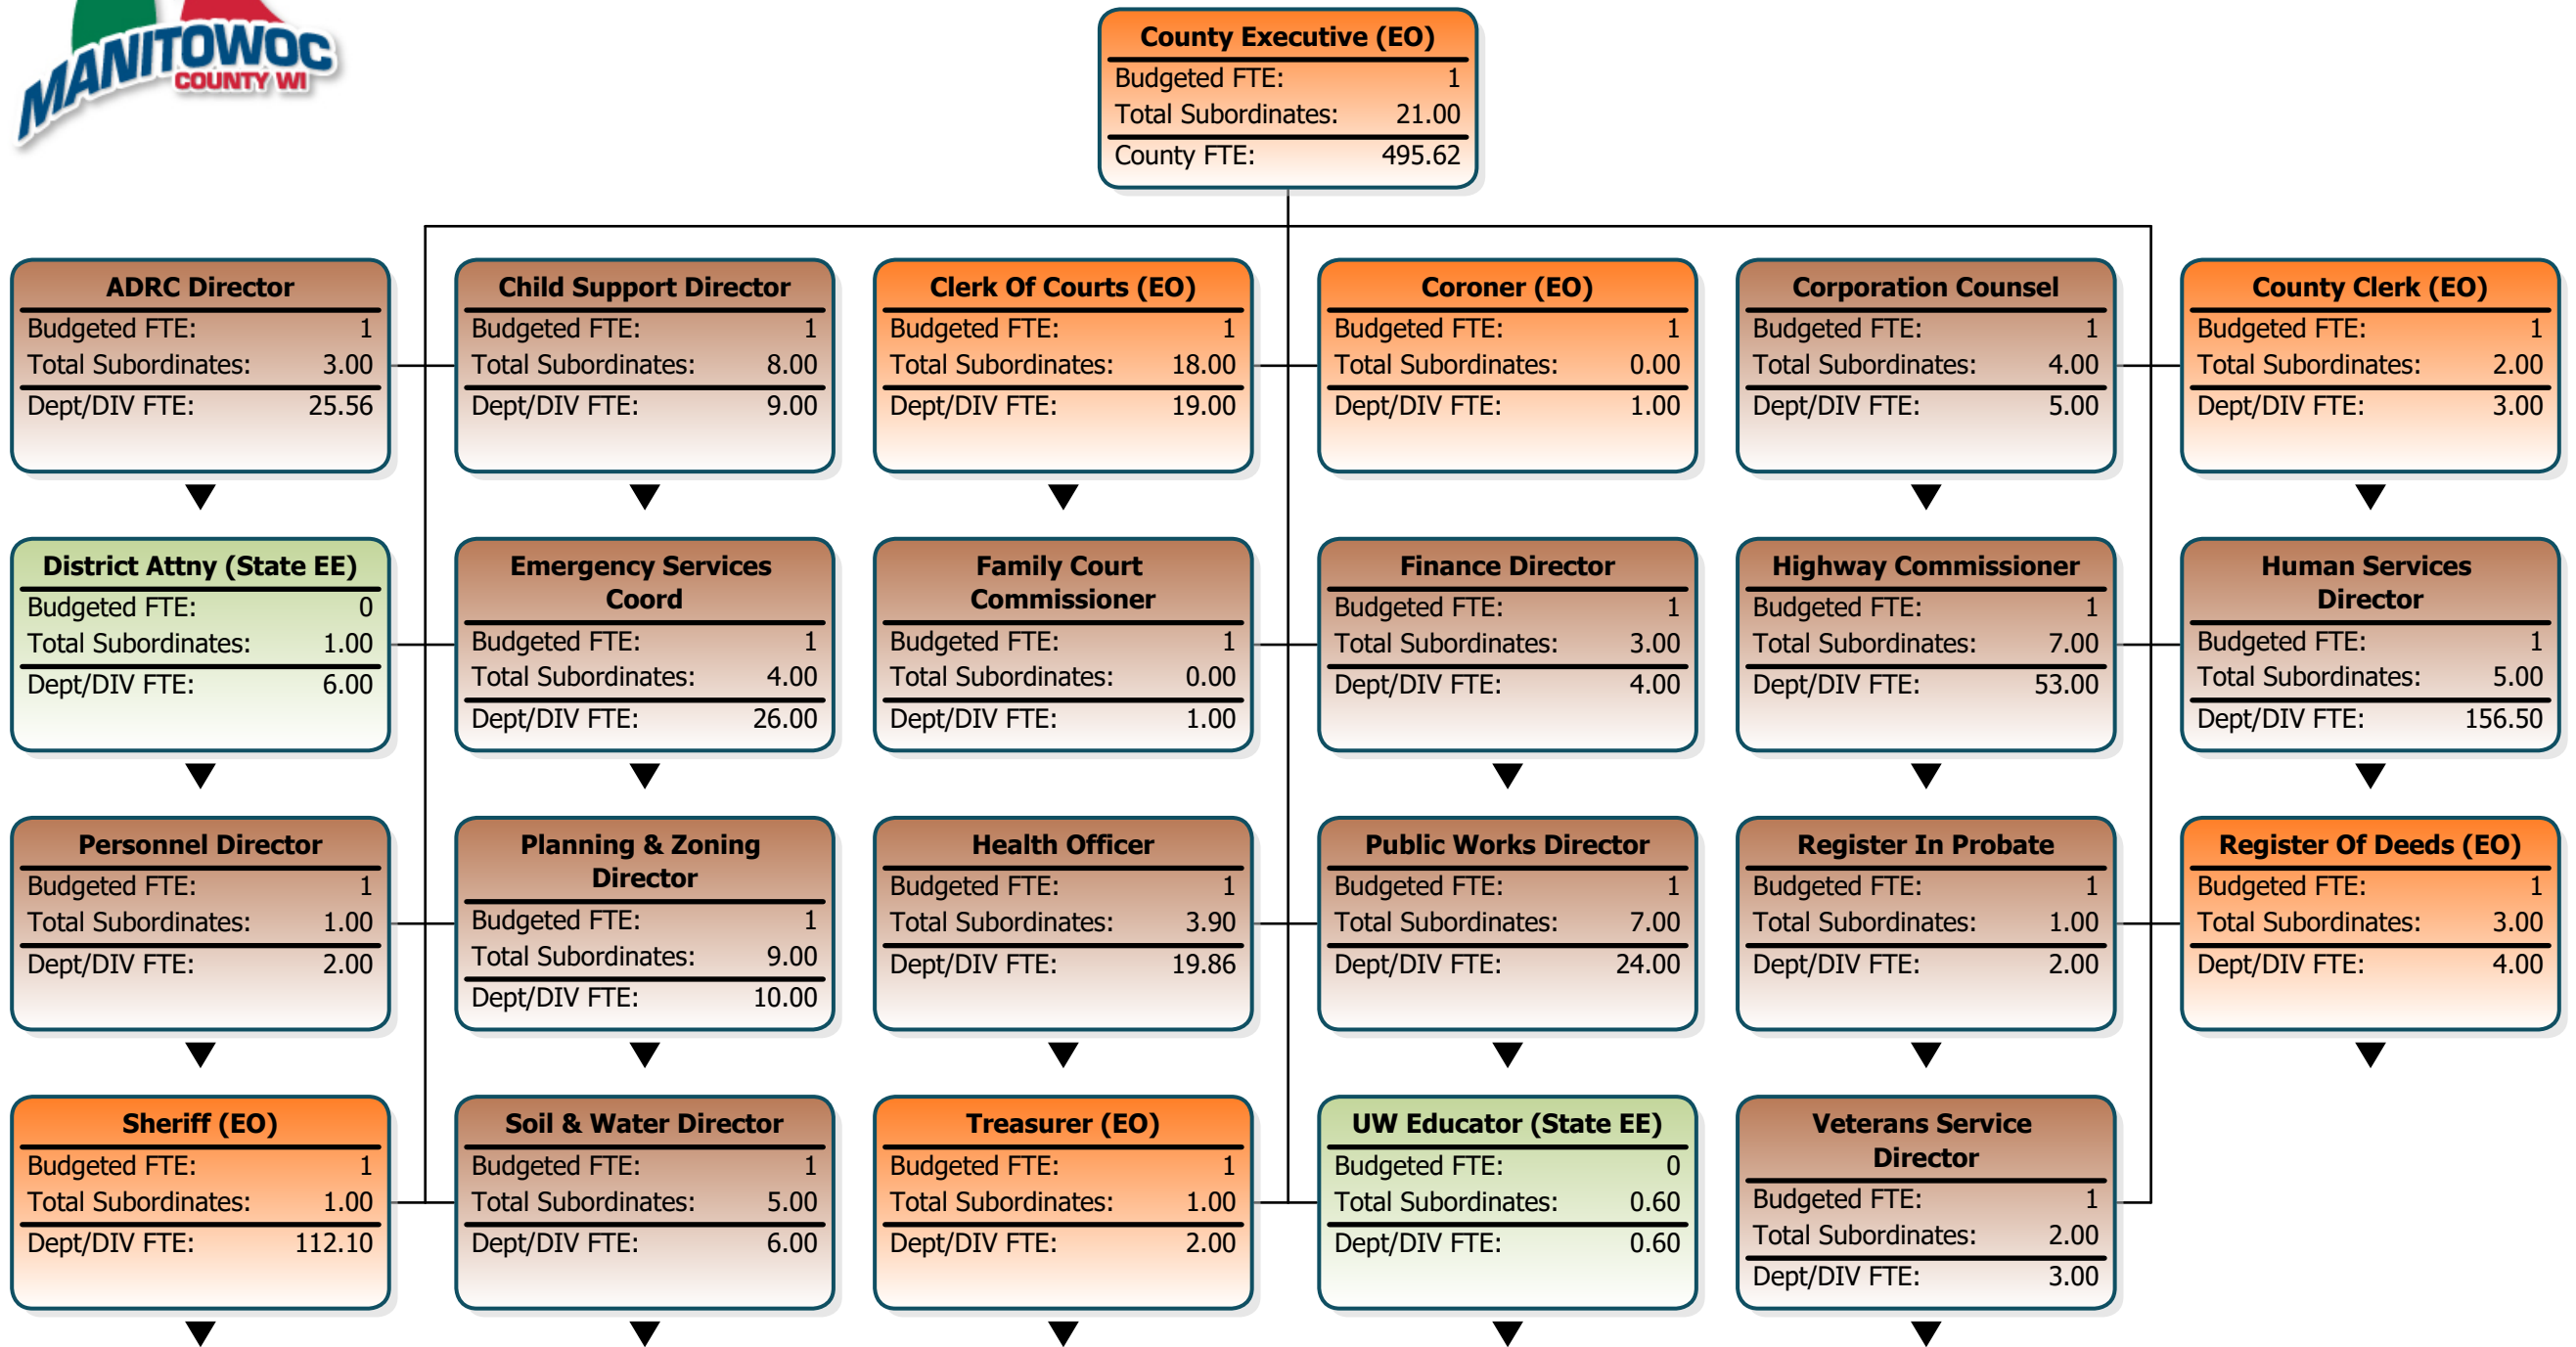 MANITOWOC
COUNTY WI
County Executive (EO)
Budgeted FTE: 1
Total Subordinates: 21.00
County FTE: 495.62
ADRC Director
Budgeted FTE: 1
Total Subordinates: 3.00
Dept/DIV FTE: 25.56
Child Support Director
Budgeted FTE: 1
Total Subordinates: 8.00
Dept/DIV FTE: 9.00
Clerk Of Courts (EO)
Budgeted FTE: 1
Total Subordinates: 18.00
Dept/DIV FTE: 19.00
Coroner (EO)
Budgeted FTE: 1
Total Subordinates: 0.00
Dept/DIV FTE: 1.00
Corporation Counsel
Budgeted FTE: 1
Total Subordinates: 4.00
Dept/DIV FTE: 5.00
County Clerk (EO)
Budgeted FTE: 1
Total Subordinates: 2.00
Dept/DIV FTE: 3.00
District Attny (State EE)
Budgeted FTE: 0
Total Subordinates: 1.00
Dept/DIV FTE: 6.00
Emergency Services
Coord
Budgeted FTE: 1
Total Subordinates: 4.00
Dept/DIV FTE: 26.00
Family Court
Commissioner
Budgeted FTE: 1
Total Subordinates: 0.00
Dept/DIV FTE: 1.00
Finance Director
Budgeted FTE: 1
Total Subordinates: 3.00
Dept/DIV FTE: 4.00
Highway Commissioner
Budgeted FTE: 1
Total Subordinates: 7.00
Dept/DIV FTE: 53.00
Human Services
Director
Budgeted FTE: 1
Total Subordinates: 5.00
Dept/DIV FTE: 156.50
Personnel Director
Budgeted FTE: 1
Total Subordinates: 1.00
Dept/DIV FTE: 2.00
Planning & Zoning
Director
Budgeted FTE: 1
Total Subordinates: 9.00
Dept/DIV FTE: 10.00
Health Officer
Budgeted FTE: 1
Total Subordinates: 3.90
Dept/DIV FTE: 19.86
Public Works Director
Budgeted FTE: 1
Total Subordinates: 7.00
Dept/DIV FTE: 24.00
Register In Probate
Budgeted FTE: 1
Total Subordinates: 1.00
Dept/DIV FTE: 2.00
Register Of Deeds (EO)
Budgeted FTE: 1
Total Subordinates: 3.00
Dept/DIV FTE: 4.00
Sheriff (EO)
Budgeted FTE: 1
Total Subordinates: 1.00
Dept/DIV FTE: 112.10
Soil & Water Director
Budgeted FTE: 1
Total Subordinates: 5.00
Dept/DIV FTE: 6.00
Treasurer (EO)
Budgeted FTE: 1
Total Subordinates: 1.00
Dept/DIV FTE: 2.00
UW Educator (State EE)
Budgeted FTE: 0
Total Subordinates: 0.60
Dept/DIV FTE: 0.60
Veterans Service
Director
Budgeted FTE: 1
Total Subordinates: 2.00
Dept/DIV FTE: 3.00